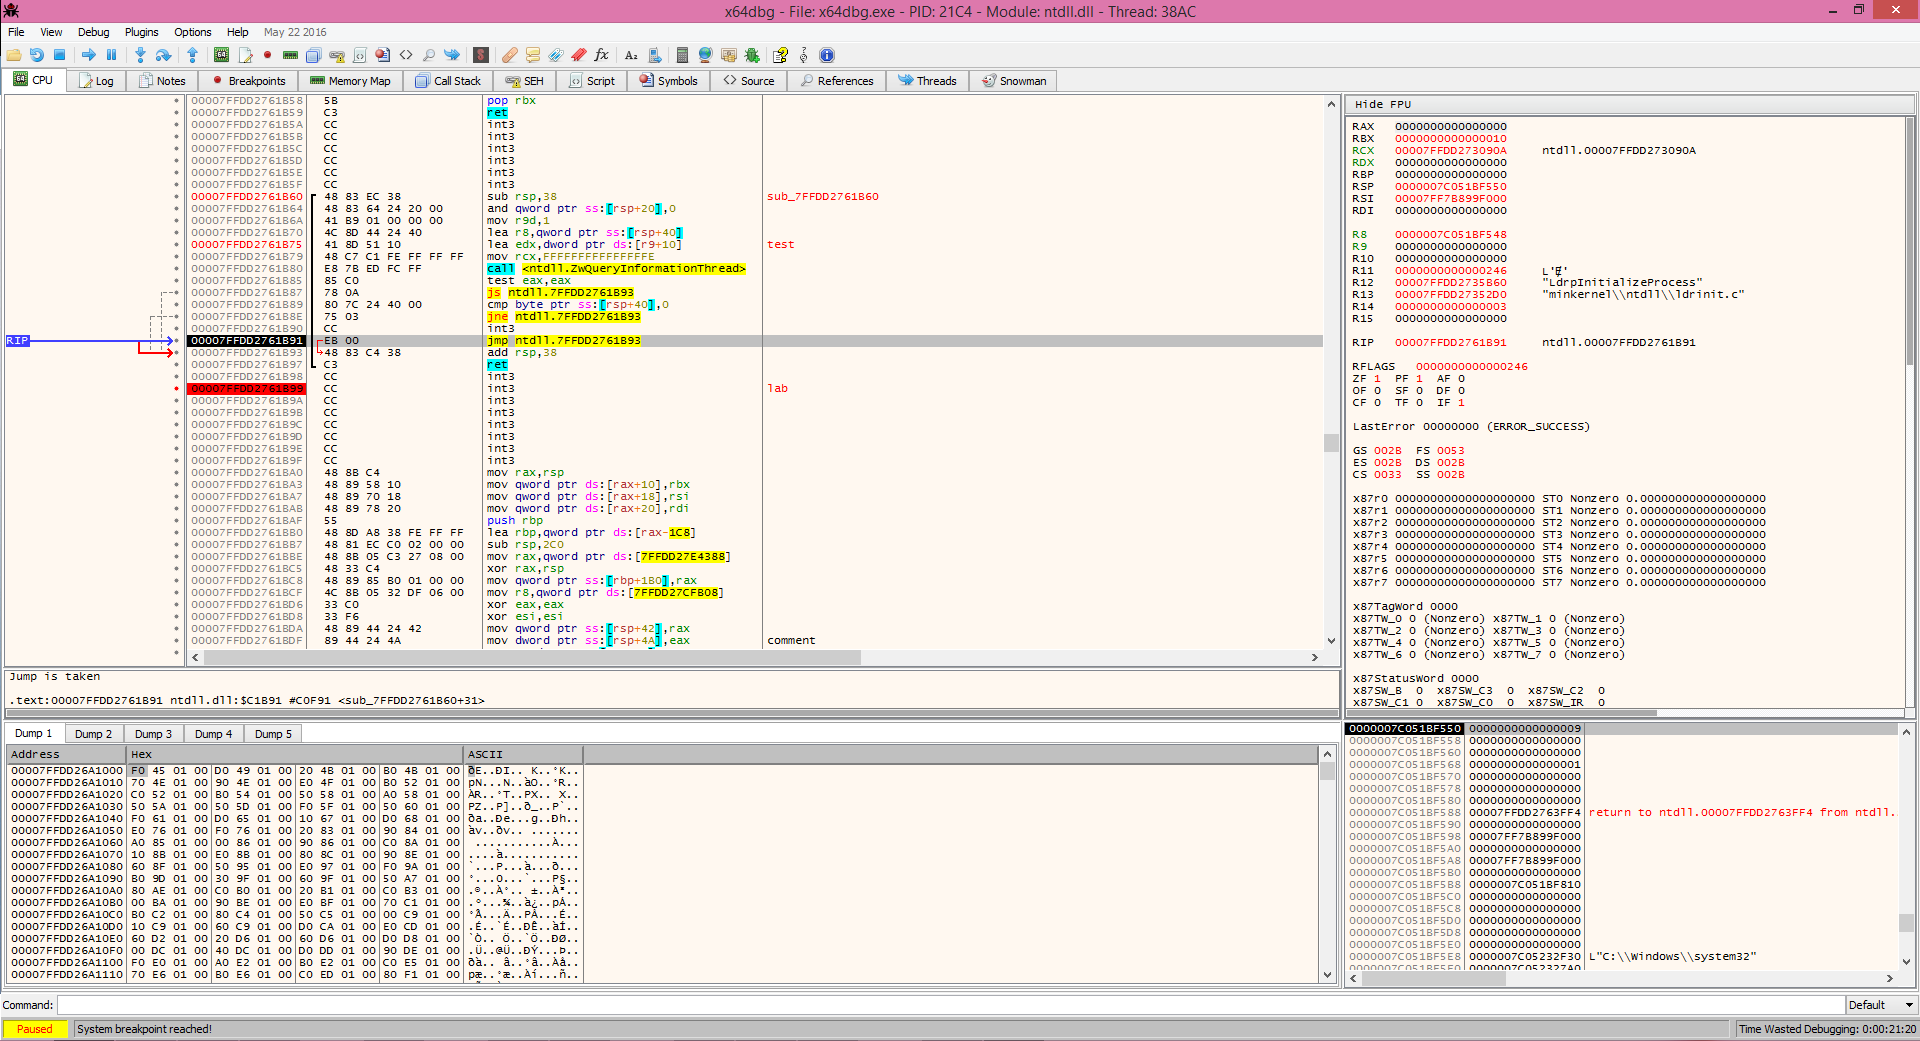 x64dbg - File: x64dbg.exe - PID: 21C4 - Module: ntdll.dll - Thread: 38AC
File View Debug Plugins Options Help May 22 2016
CPU Log Notes Breakpoints Memory Map Call Stack SEH Script Symbols Source References Threads Snowman
00007FFDD2761B58 5B pop rbx
00007FFDD2761B59 C3 ret
00007FFDD2761B5A CC int3
00007FFDD2761B5B CC int3
00007FFDD2761B5C CC int3
00007FFDD2761B5D CC int3
00007FFDD2761B5E CC int3
00007FFDD2761B5F CC int3
00007FFDD2761B60 48 83 EC 38 sub rsp,38 sub_7FFDD2761B60
00007FFDD2761B64 48 83 64 24 20 00 and qword ptr ss:[rsp+20],0
00007FFDD2761B6A 41 B9 01 00 00 00 mov r9d,1
00007FFDD2761B70 4C 8D 44 24 40 lea r8,qword ptr ss:[rsp+40]
00007FFDD2761B75 41 8D 51 10 lea edx,dword ptr ds:[r9+10] test
00007FFDD2761B79 48 C7 C1 FE FF FF FF mov rcx,FFFFFFFFFFFFFFFE
00007FFDD2761B80 E8 7B ED FC FF call <ntdll.ZwQueryInformationThread>
00007FFDD2761B85 85 C0 test eax,eax
00007FFDD2761B87 78 0A js ntdll.7FFDD2761B93
00007FFDD2761B89 80 7C 24 40 00 cmp byte ptr ss:[rsp+40],0
00007FFDD2761B8E 75 03 jne ntdll.7FFDD2761B93
00007FFDD2761B90 CC int3
RIP 00007FFDD2761B91 EB 00 jmp ntdll.7FFDD2761B93
00007FFDD2761B93 48 83 C4 38 add rsp,38
00007FFDD2761B97 C3 ret
00007FFDD2761B98 CC int3
00007FFDD2761B99 CC int3 lab
00007FFDD2761B9A CC int3
00007FFDD2761B9B CC int3
00007FFDD2761B9C CC int3
00007FFDD2761B9D CC int3
00007FFDD2761B9E CC int3
00007FFDD2761B9F CC int3
00007FFDD2761BA0 48 8B C4 mov rax,rsp
00007FFDD2761BA3 48 89 58 10 mov qword ptr ds:[rax+10],rbx
00007FFDD2761BA7 48 89 70 18 mov qword ptr ds:[rax+18],rsi
00007FFDD2761BAB 48 89 78 20 mov qword ptr ds:[rax+20],rdi
00007FFDD2761BAF 55 push rbp
00007FFDD2761BB0 48 8D A8 38 FE FF FF lea rbp,qword ptr ds:[rax-1C8]
00007FFDD2761BB7 48 81 EC C0 02 00 00 sub rsp,2C0
00007FFDD2761BBE 48 8B 05 C3 27 08 00 mov rax,qword ptr ds:[7FFDD27E4388]
00007FFDD2761BC5 48 33 C4 xor rax,rsp
00007FFDD2761BC8 48 89 85 B0 01 00 00 mov qword ptr ss:[rbp+1B0],rax
00007FFDD2761BCF 4C 8B 05 32 DF 06 00 mov r8,qword ptr ds:[7FFDD27CFB08]
00007FFDD2761BD6 33 C0 xor eax,eax
00007FFDD2761BD8 33 F6 xor esi,esi
00007FFDD2761BDA 48 89 44 24 42 mov qword ptr ss:[rsp+42],rax
00007FFDD2761BDF 89 44 24 4A mov dword ptr ss:[rsp+4A],eax comment
Jump is taken
.text:00007FFDD2761B91 ntdll.dll:$C1B91 #C0F91 <sub_7FFDD2761B60+31>
Hide FPU
RAX 0000000000000000
RBX 0000000000000010
RCX 00007FFDD273090A ntdll.00007FFDD273090A
RDX 0000000000000000
RBP 0000000000000000
RSP 0000007C051BF550
RSI 00007FF7B899F000
RDI 0000000000000000
R8 0000007C051BF548
R9 0000000000000000
R10 0000000000000000
R11 0000000000000246
R12 00007FFDD2735B60 "LdrpInitializeProcess"
R13 00007FFDD27352D0 "minkernel\\ntdll\\ldrinit.c"
R14 0000000000000003
R15 0000000000000000
RIP 00007FFDD2761B91 ntdll.00007FFDD2761B91
RFLAGS 0000000000000246
ZF 1 PF 1 AF 0
OF 0 SF 0 DF 0
CF 0 TF 0 IF 1
LastError 00000000 (ERROR_SUCCESS)
GS 002B FS 0053
ES 002B DS 002B
CS 0033 SS 002B
x87r0 00000000000000000000 ST0 Nonzero 0.000000000000000000
x87r1 00000000000000000000 ST1 Nonzero 0.000000000000000000
x87r2 00000000000000000000 ST2 Nonzero 0.000000000000000000
x87r3 00000000000000000000 ST3 Nonzero 0.000000000000000000
x87r4 00000000000000000000 ST4 Nonzero 0.000000000000000000
x87r5 00000000000000000000 ST5 Nonzero 0.000000000000000000
x87r6 00000000000000000000 ST6 Nonzero 0.000000000000000000
x87r7 00000000000000000000 ST7 Nonzero 0.000000000000000000
x87TagWord 0000
x87TW_0 0 (Nonzero) x87TW_1 0 (Nonzero)
x87TW_2 0 (Nonzero) x87TW_3 0 (Nonzero)
x87TW_4 0 (Nonzero) x87TW_5 0 (Nonzero)
x87TW_6 0 (Nonzero) x87TW_7 0 (Nonzero)
x87StatusWord 0000
x87SW_B 0 x87SW_C3 0 x87SW_C2 0
x87SW_C1 0 x87SW_C0 0 x87SW_IR 0
Dump 1 Dump 2 Dump 3 Dump 4 Dump 5
Address Hex ASCII
00007FFDD26A1000 F0 45 01 00 D0 49 01 00 20 4B 01 00 B0 4B 01 00 ðE..ÐI.. K..°K..
00007FFDD26A1010 70 4E 01 00 90 4E 01 00 E0 4F 01 00 B0 52 01 00 pN...N..àO..°R..
00007FFDD26A1020 C0 52 01 00 B0 54 01 00 50 58 01 00 A0 58 01 00 ÀR..°T..PX.. X..
00007FFDD26A1030 50 5A 01 00 50 5D 01 00 F0 5F 01 00 50 60 01 00 PZ..P]..ð_..P`..
00007FFDD26A1040 F0 61 01 00 D0 65 01 00 10 67 01 00 D0 68 01 00 ða..Ðe...g..Ðh..
00007FFDD26A1050 E0 76 01 00 F0 76 01 00 20 83 01 00 90 84 01 00 àv..ðv.. .......
00007FFDD26A1060 A0 85 01 00 00 86 01 00 90 86 01 00 C0 8A 01 00 ............À...
00007FFDD26A1070 10 8B 01 00 E0 8B 01 00 80 8C 01 00 90 8E 01 00 ....à...........
00007FFDD26A1080 60 8F 01 00 50 95 01 00 E0 97 01 00 F0 9A 01 00 `...P...à...ð...
00007FFDD26A1090 B0 9D 01 00 30 9F 01 00 60 9F 01 00 50 A7 01 00 °...0...`...P§..
00007FFDD26A10A0 80 AE 01 00 C0 B0 01 00 20 B1 01 00 C0 B3 01 00 .®..À°.. ±..À³..
00007FFDD26A10B0 00 BA 01 00 90 BE 01 00 E0 BF 01 00 70 C1 01 00 .º...¾..à¿..pÁ..
00007FFDD26A10C0 B0 C2 01 00 80 C4 01 00 50 C5 01 00 00 C9 01 00 °Â...Ä..PÅ...É..
00007FFDD26A10D0 10 C9 01 00 60 C9 01 00 D0 CA 01 00 E0 CD 01 00 .É..`É..ÐÊ..àÍ..
00007FFDD26A10E0 60 D2 01 00 20 D6 01 00 60 D6 01 00 D0 D8 01 00 `Ò.. Ö..`Ö..ÐØ..
00007FFDD26A10F0 00 DC 01 00 40 DC 01 00 D0 DD 01 00 90 DE 01 00 .Ü..@Ü..ÐÝ...Þ..
00007FFDD26A1100 F0 E0 01 00 A0 E2 01 00 B0 E2 01 00 C0 E5 01 00 ðà.. â..°â..Àå..
00007FFDD26A1110 70 E6 01 00 B0 E6 01 00 C0 ED 01 00 80 F1 01 00 pæ..°æ..Àí...ñ..
0000007C051BF550 0000000000000009
0000007C051BF558 0000000000000000
0000007C051BF560 0000000000000000
0000007C051BF568 0000000000000001
0000007C051BF570 0000000000000000
0000007C051BF578 0000000000000000
0000007C051BF580 0000000000000000
0000007C051BF588 00007FFDD2763FF4 return to ntdll.00007FFDD2763FF4 from ntdll.
0000007C051BF590 0000000000000000
0000007C051BF598 00007FF7B899F000
0000007C051BF5A0 0000000000000000
0000007C051BF5A8 00007FF7B899F000
0000007C051BF5B0 0000000000000000
0000007C051BF5B8 0000007C051BF810
0000007C051BF5C0 0000000000000000
0000007C051BF5C8 0000000000000000
0000007C051BF5D0 0000000000000000
0000007C051BF5D8 0000000000000000
0000007C051BF5E0 0000000000000000
0000007C051BF5E8 0000007C05232F30 L"C:\\Windows\\system32"
Command: Default
Paused System breakpoint reached! Time Wasted Debugging: 0:00:21:20